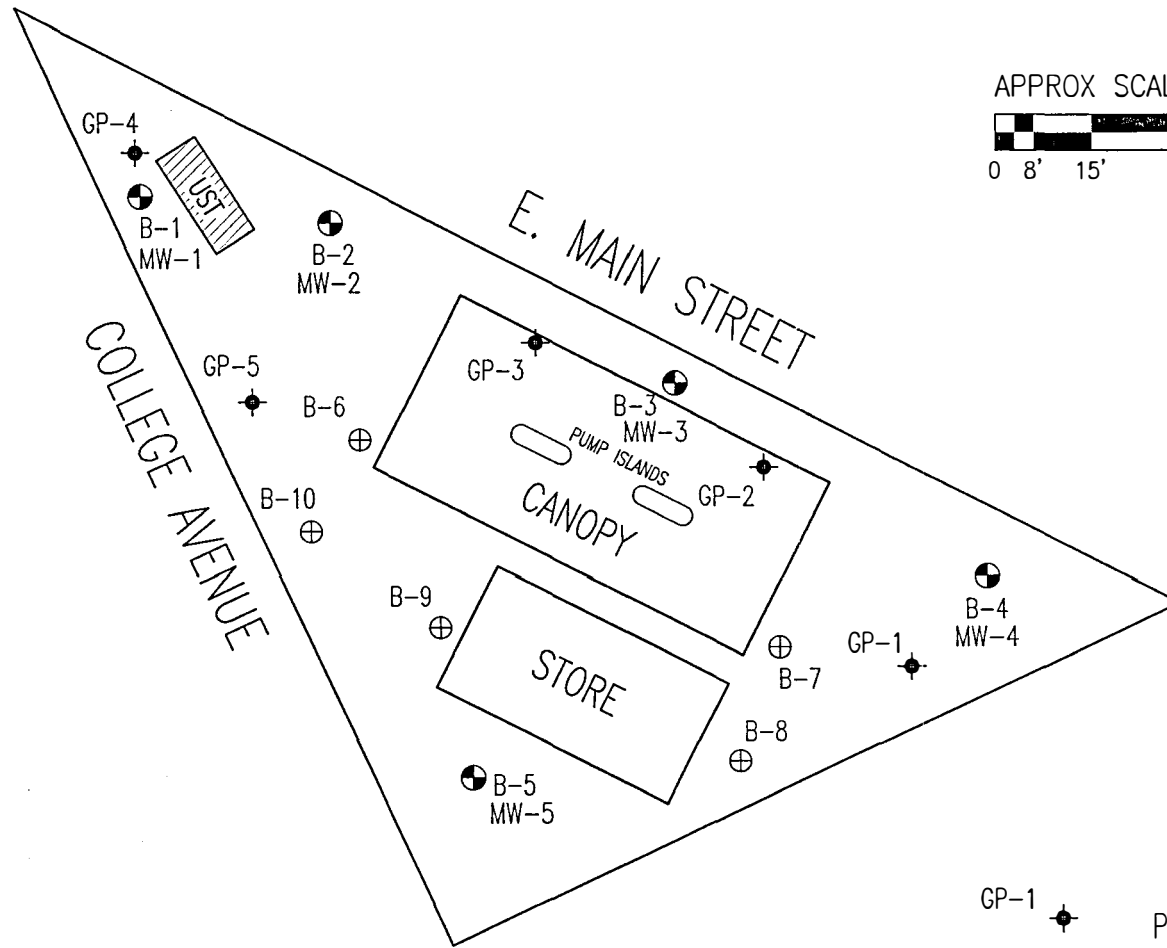 APPROX SCAL
0 8' 15'
GP-4
UST
B-1
MW-1
B-2
MW-2
E. MAIN STREET
COLLEGE AVENUE
GP-3
B-3
MW-3
GP-5
B-6
PUMP ISLANDS
GP-2
CANOPY
B-10
B-4
MW-4
B-9
GP-1
B-7
STORE
B-8
B-5
MW-5
GP-1
P